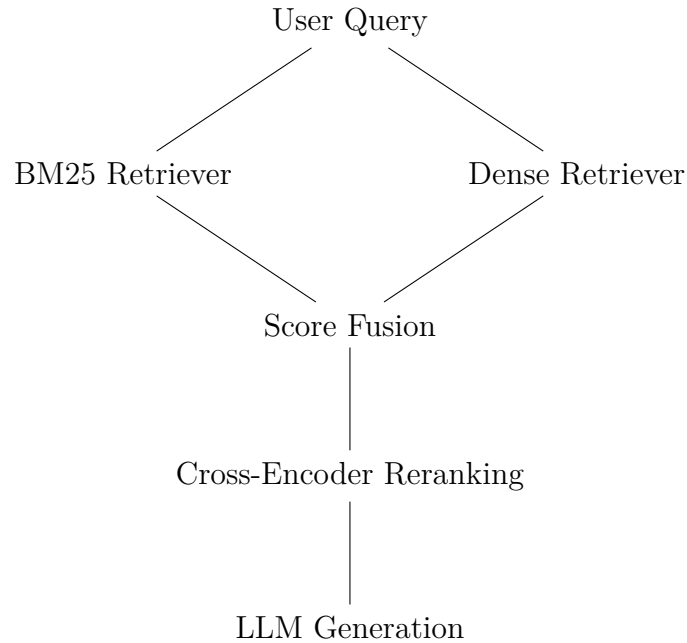 User Query
BM25 Retriever
Dense Retriever
Score Fusion
Cross-Encoder Reranking
LLM Generation